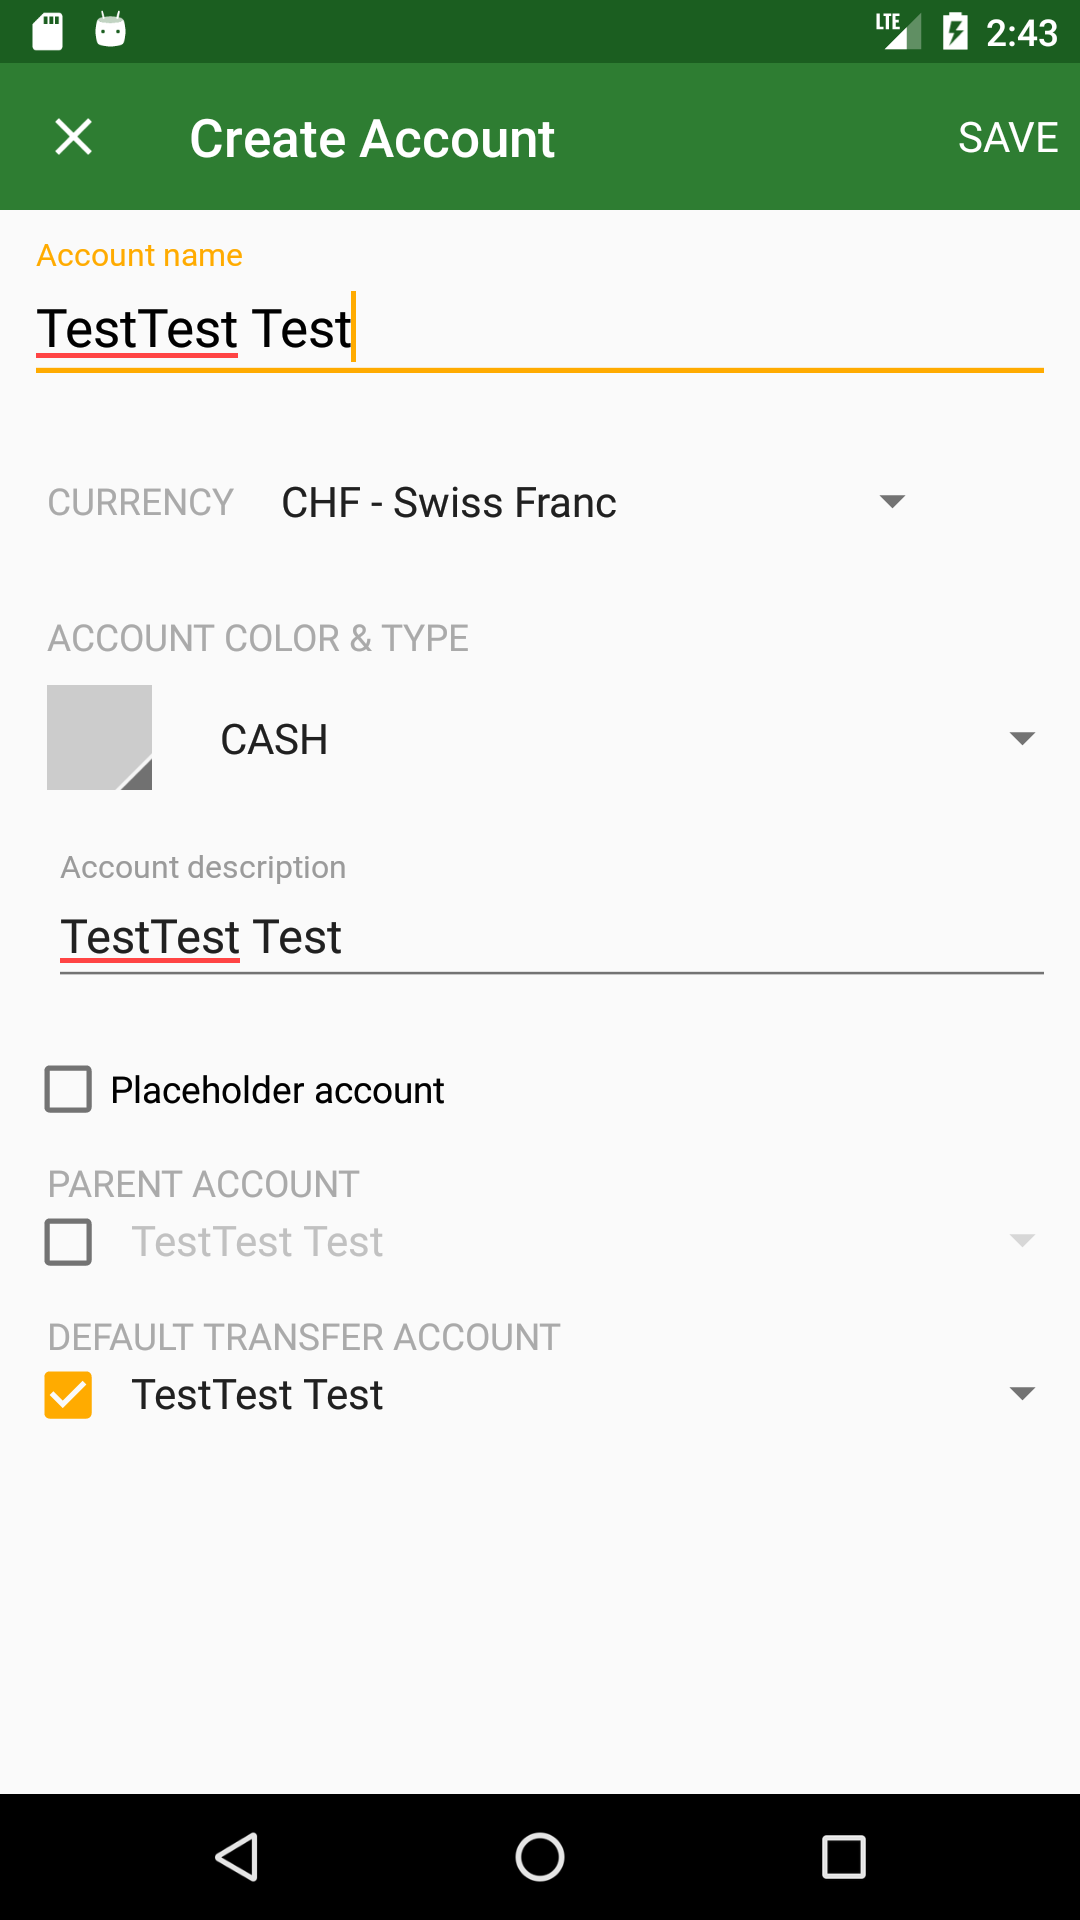 LTE 2:43
Create Account SAVE
Account name
TestTest Test
CURRENCY CHF - Swiss Franc
ACCOUNT COLOR & TYPE
CASH
Account description
TestTest Test
Placeholder account
PARENT ACCOUNT
TestTest Test
DEFAULT TRANSFER ACCOUNT
TestTest Test